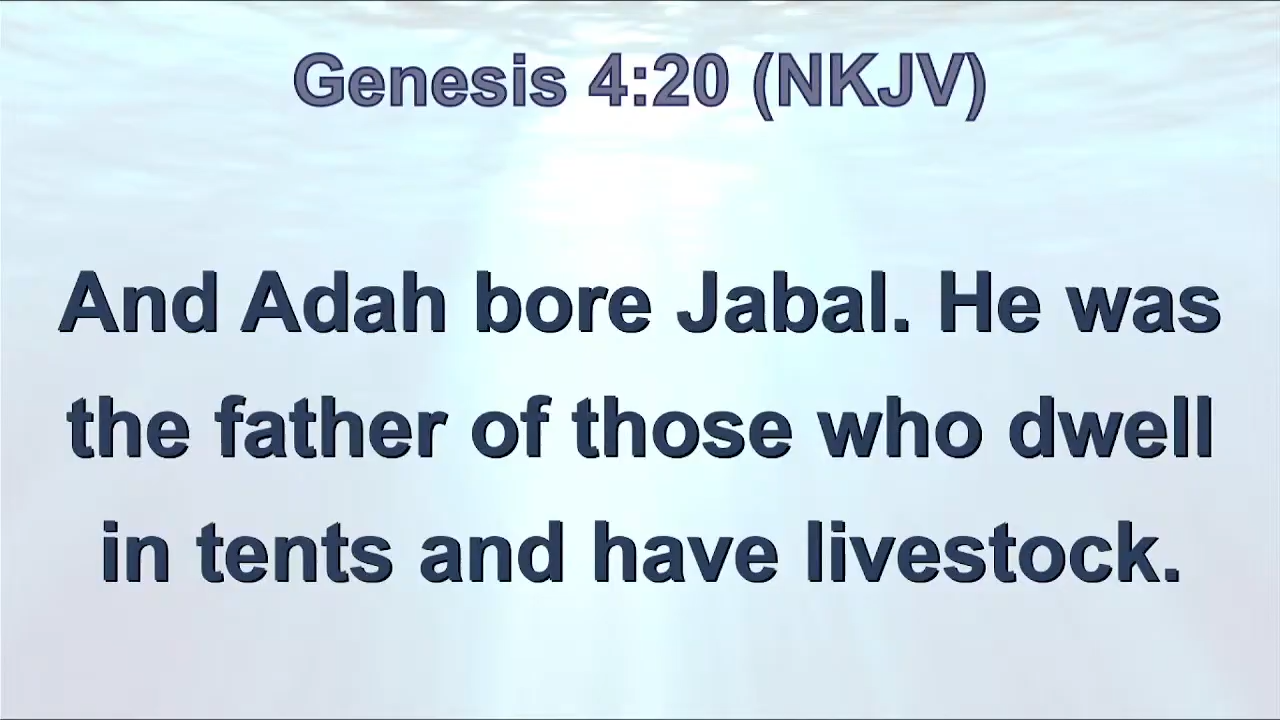 Genesis 4:20 (NKJV)
And Adah bore Jabal. He was
the father of those who dwell
in tents and have livestock.